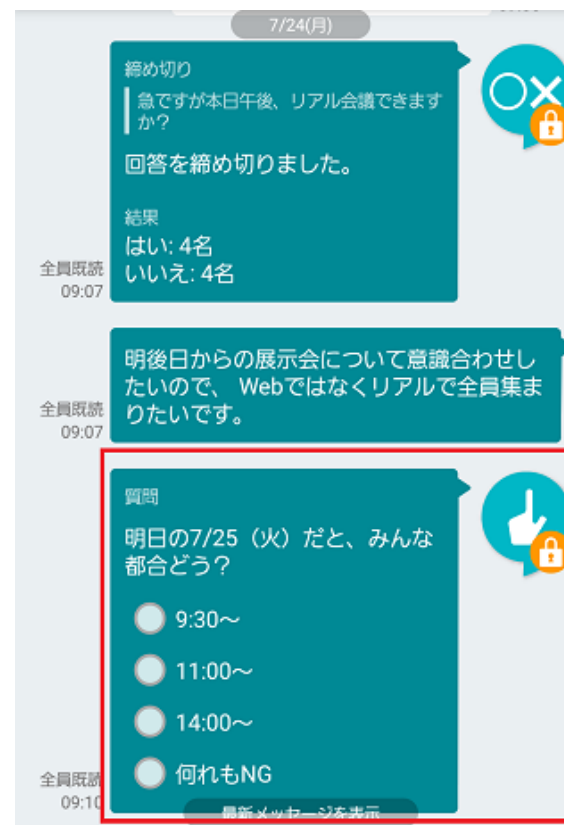 7/24(月)
締め切り
急ですが本日午後、リアル会議できます
か？
回答を締め切りました。
結果
はい: 4名
いいえ: 4名
全員既読
09:07
明後日からの展示会について意識合わせし
たいので、 Webではなくリアルで全員集ま
りたいです。
全員既読
09:07
質問
明日の7/25（火）だと、みんな
都合どう？
9:30～
11:00～
14:00～
何れもNG
全員既読
09:10
最新メッセージを表示